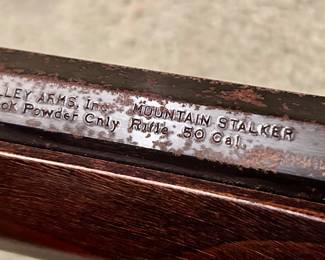 LLEY ARMS, Inc. MOUNTAIN STALKER
ck Powder Only Rifle .50 Cal.